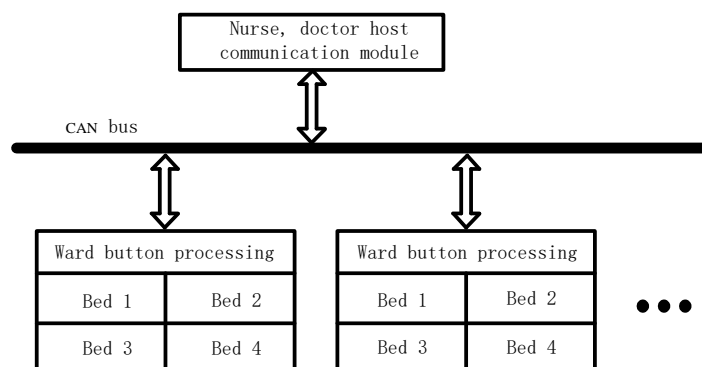 Nurse, doctor host
communication module
CAN bus
Ward button processing
Bed 1
Bed 2
Bed 3
Bed 4
Ward button processing
Bed 1
Bed 2
Bed 3
Bed 4